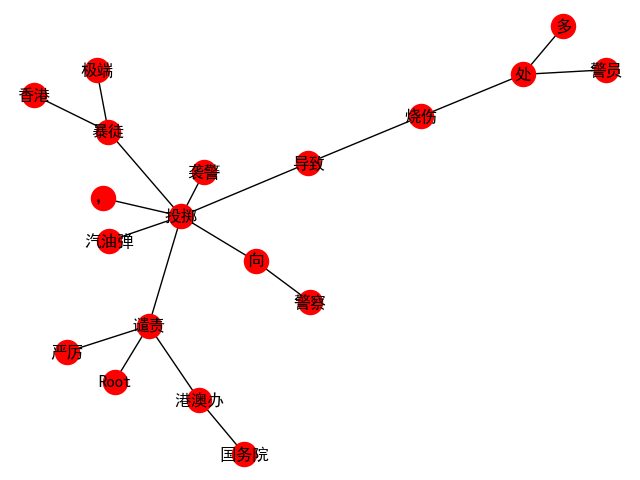 多
极端
警员
处
香港
烧伤
暴徒
导致
袭警
，
投掷
汽油弹
向
警察
谴责
严厉
Root
港澳办
国务院